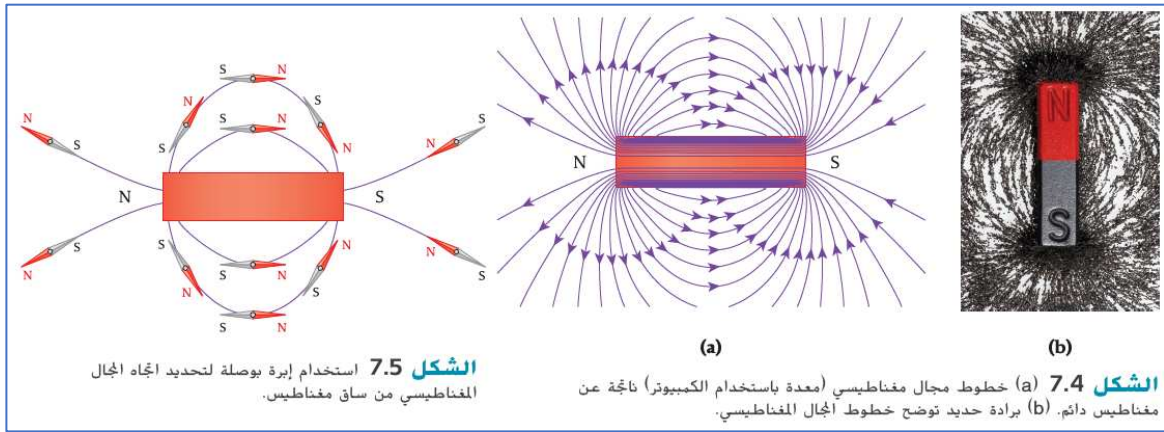 S N
N S
N S N S
S S N N
N S
S S N N
S N
N S
N S
S N
الشكل 7.5 استخدام إبرة بوصلة لتحديد اتجاه المجال
المغناطيسي من ساق مغناطيس.
N S
(a)
N
S
(b)
الشكل 7.4 (a) خطوط مجال مغناطيسي (معدة باستخدام الكمبيوتر) ناتجة عن
مغناطيس دائم. (b) برادة حديد توضح خطوط المجال المغناطيسي.